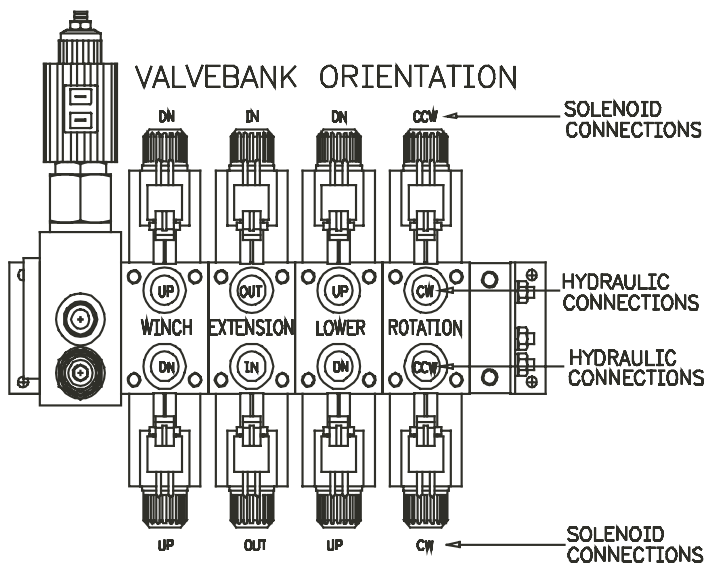 VALVEBANK ORIENTATION
DN IN DN CCW
SOLENOID
CONNECTIONS
UP OUT UP CW
HYDRAULIC
CONNECTIONS
WINCH EXTENSION LOWER ROTATION
DN IN DN CCW
HYDRAULIC
CONNECTIONS
UP OUT UP CW
SOLENOID
CONNECTIONS